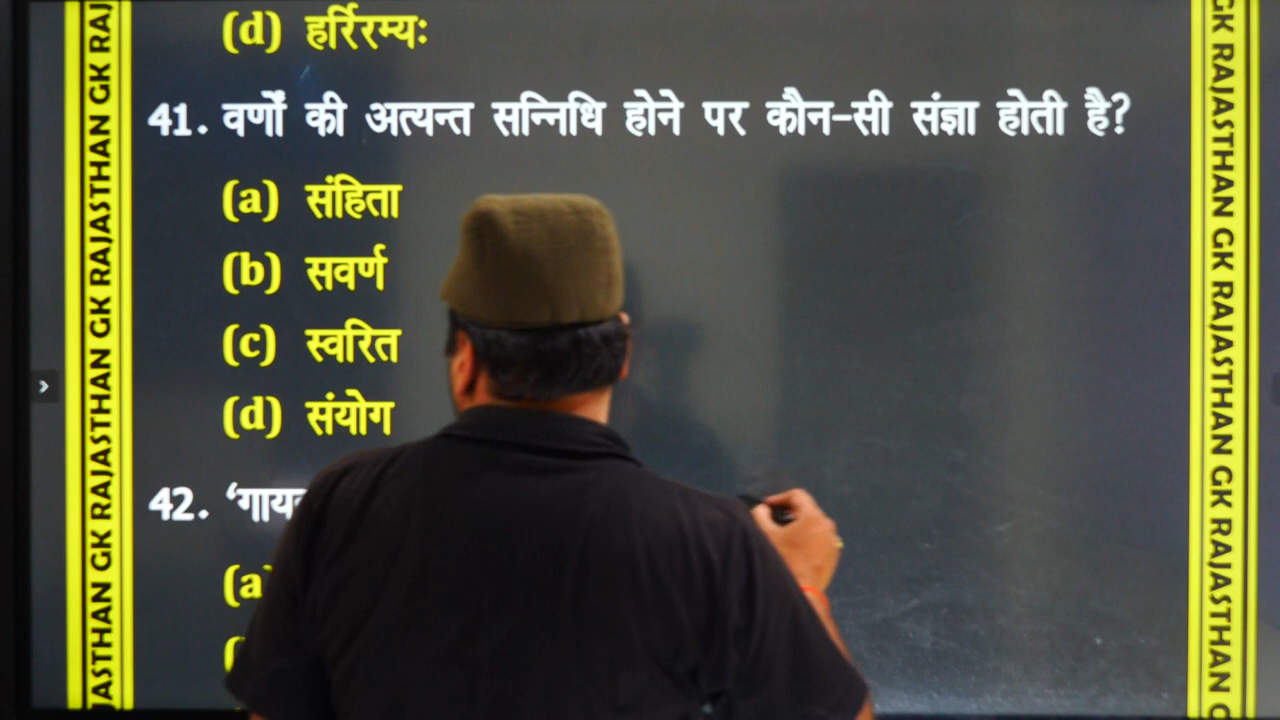 (d) हर्रिरम्यः
41. वर्णों की अत्यन्त सन्निधि होने पर कौन-सी संज्ञा होती है?
(a) संहिता
(b) सवर्ण
(c) स्वरित
(d) संयोग
42.
(a)
GK RAJASTHAN GK RAJASTHAN GK RAJ
GK RAJASTHAN GK RAJASTHAN GK RAJASTHAN